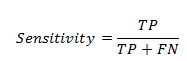 Sensitivity = TP / (TP + FN)